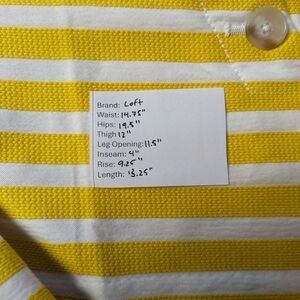 Brand: Loft
Waist: 14.75"
Hips: 19.5"
Thigh 12"
Leg Opening: 11.5"
Inseam: 4"
Rise: 9.25"
Length: 13.25"